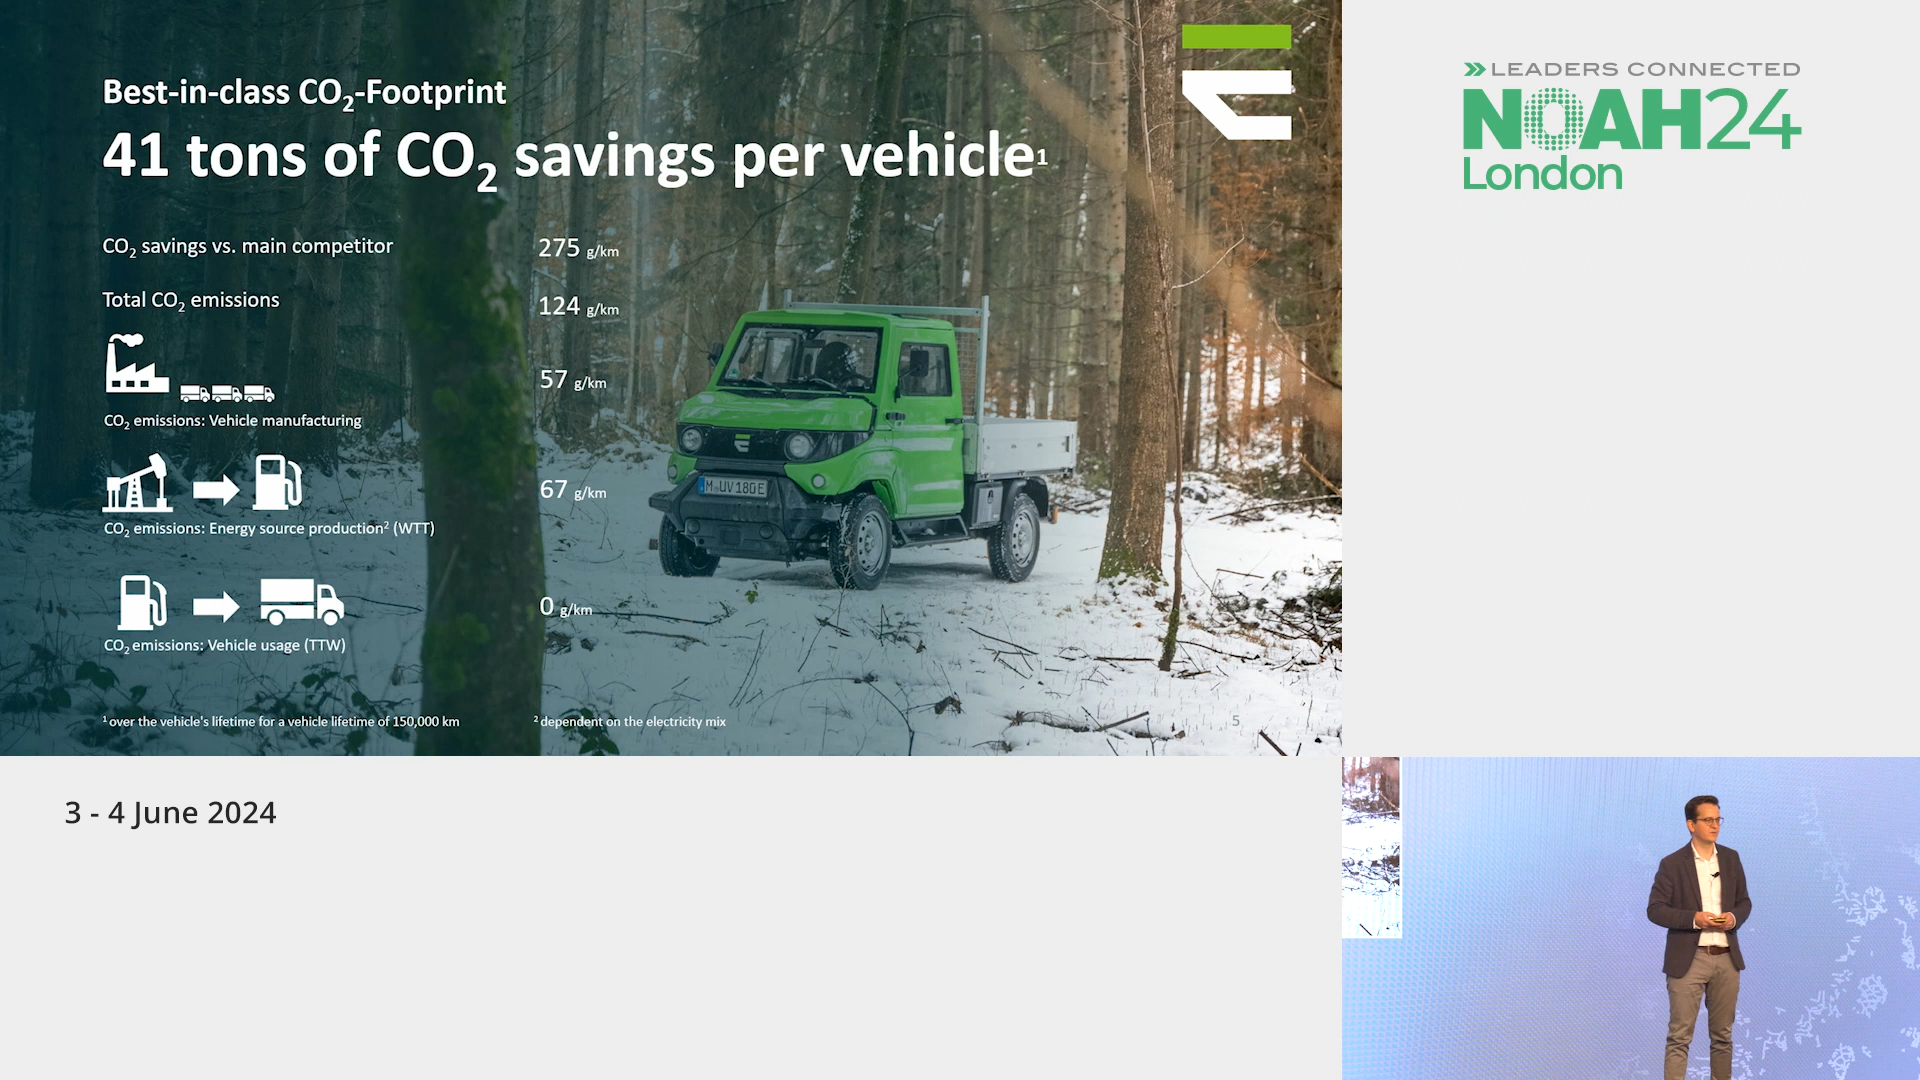 Best-in-class CO₂-Footprint
41 tons of CO₂ savings per vehicle¹
CO₂ savings vs. main competitor 275 g/km
Total CO₂ emissions 124 g/km
57 g/km
CO₂ emissions: Vehicle manufacturing
67 g/km
CO₂ emissions: Energy source production² (WTT)
0 g/km
CO₂ emissions: Vehicle usage (TTW)
¹ over the vehicle's lifetime for a vehicle lifetime of 150,000 km
² dependent on the electricity mix
5
M UV 180E
LEADERS CONNECTED
NOAH24
London
3 - 4 June 2024